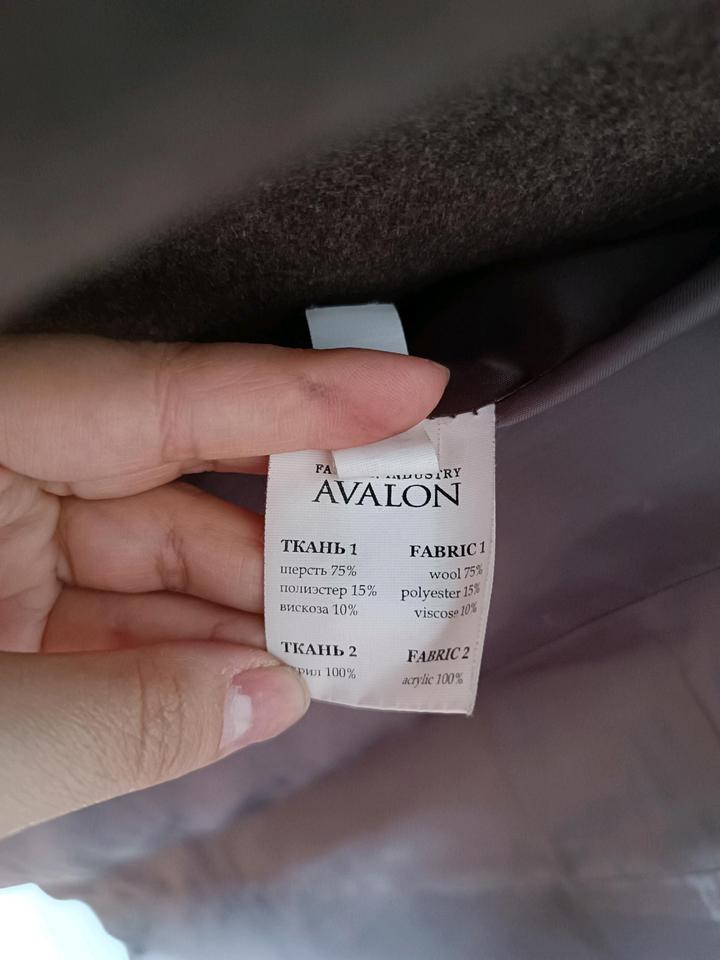 INDUSTRY
AVALON
ТКАНЬ 1
шерсть 75%
полиэстер 15%
вискоза 10%
ТКАНЬ 2
100%
FABRIC 1
wool 75%
polyester 15%
viscose 10%
FABRIC 2
acrylic 100%